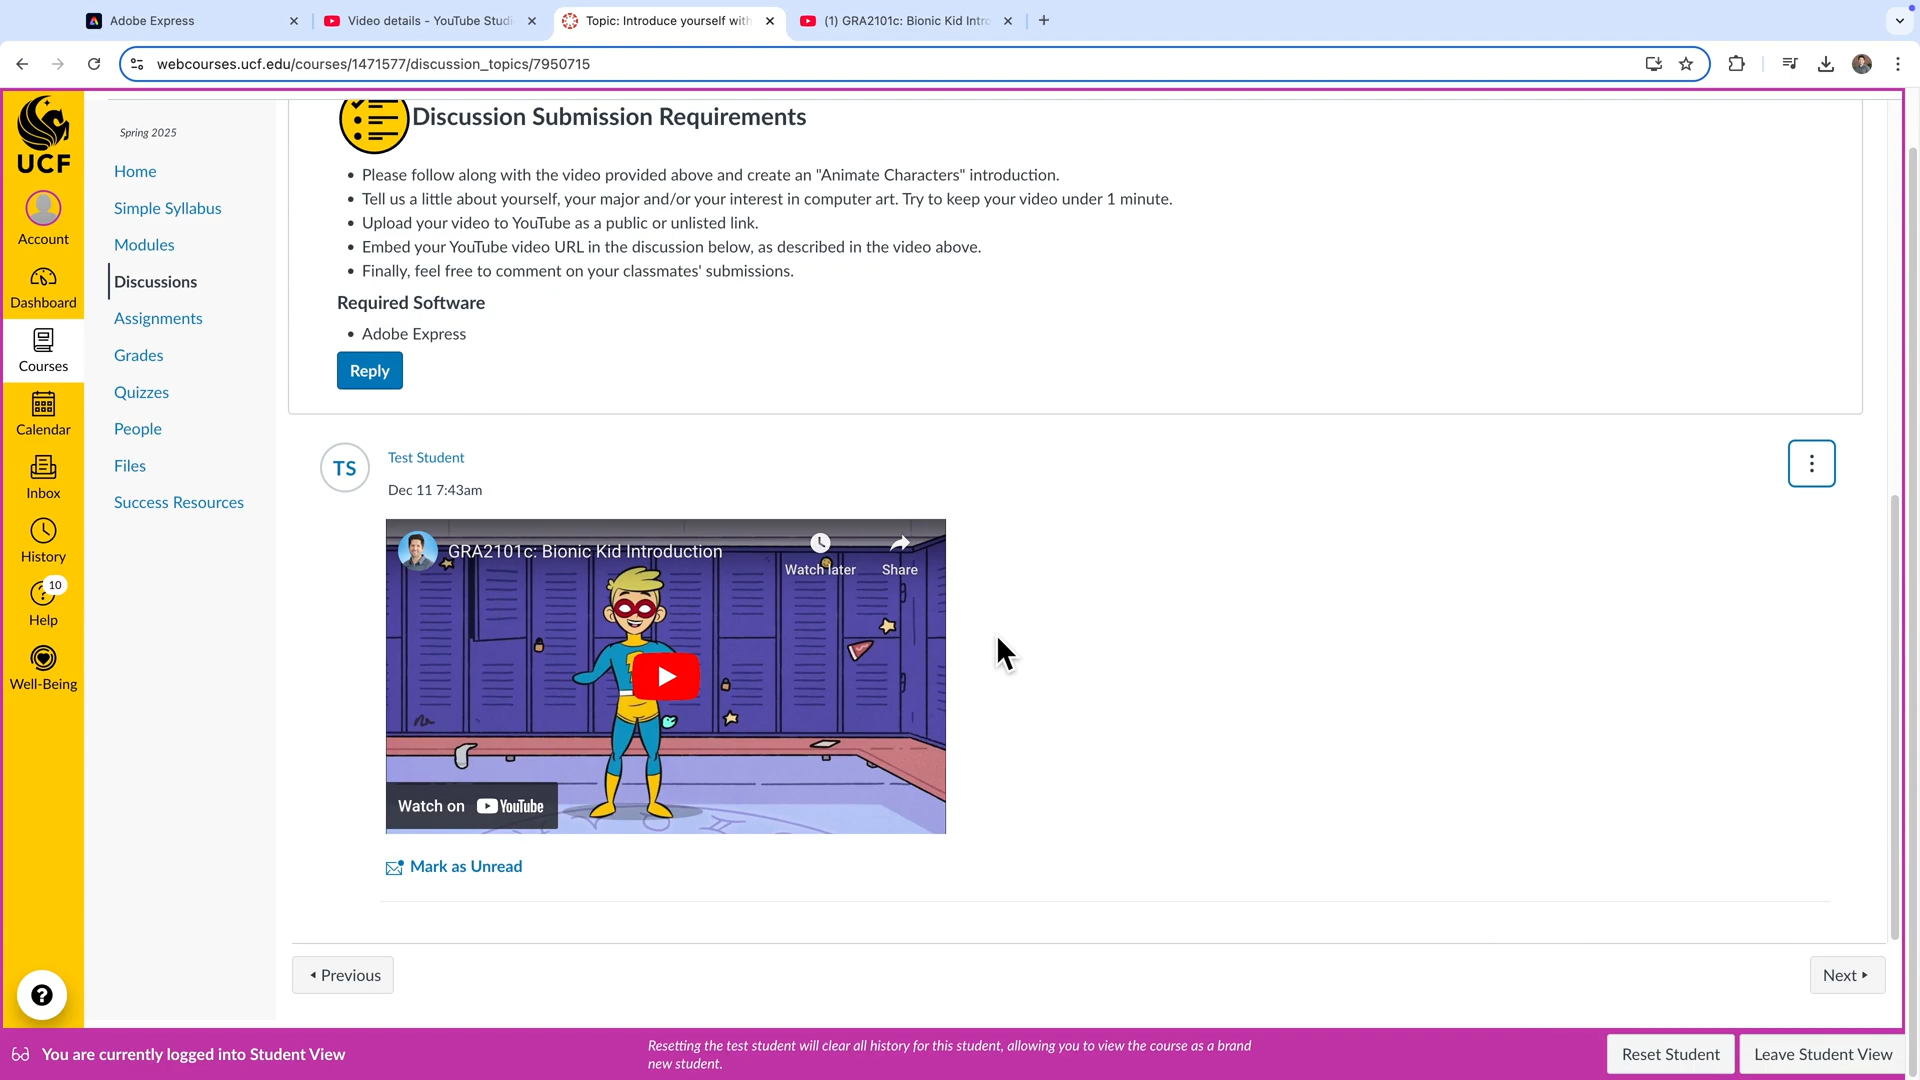 Adobe Express
Video details - YouTube Studi
Topic: Introduce yourself with
(1) GRA2101c: Bionic Kid Intro
webcourses.ucf.edu/courses/1471577/discussion_topics/7950715
UCF
Account
Dashboard
Courses
Calendar
Inbox
History
10
Help
Well-Being
Spring 2025
Home
Simple Syllabus
Modules
Discussions
Assignments
Grades
Quizzes
People
Files
Success Resources
Discussion Submission Requirements
• Please follow along with the video provided above and create an "Animate Characters" introduction.
• Tell us a little about yourself, your major and/or your interest in computer art. Try to keep your video under 1 minute.
• Upload your video to YouTube as a public or unlisted link.
• Embed your YouTube video URL in the discussion below, as described in the video above.
• Finally, feel free to comment on your classmates' submissions.
Required Software
• Adobe Express
Reply
TS
Test Student
Dec 11 7:43am
GRA2101c: Bionic Kid Introduction
Watch later
Share
Watch on YouTube
Mark as Unread
Previous
Next
You are currently logged into Student View
Resetting the test student will clear all history for this student, allowing you to view the course as a brand
new student.
Reset Student
Leave Student View